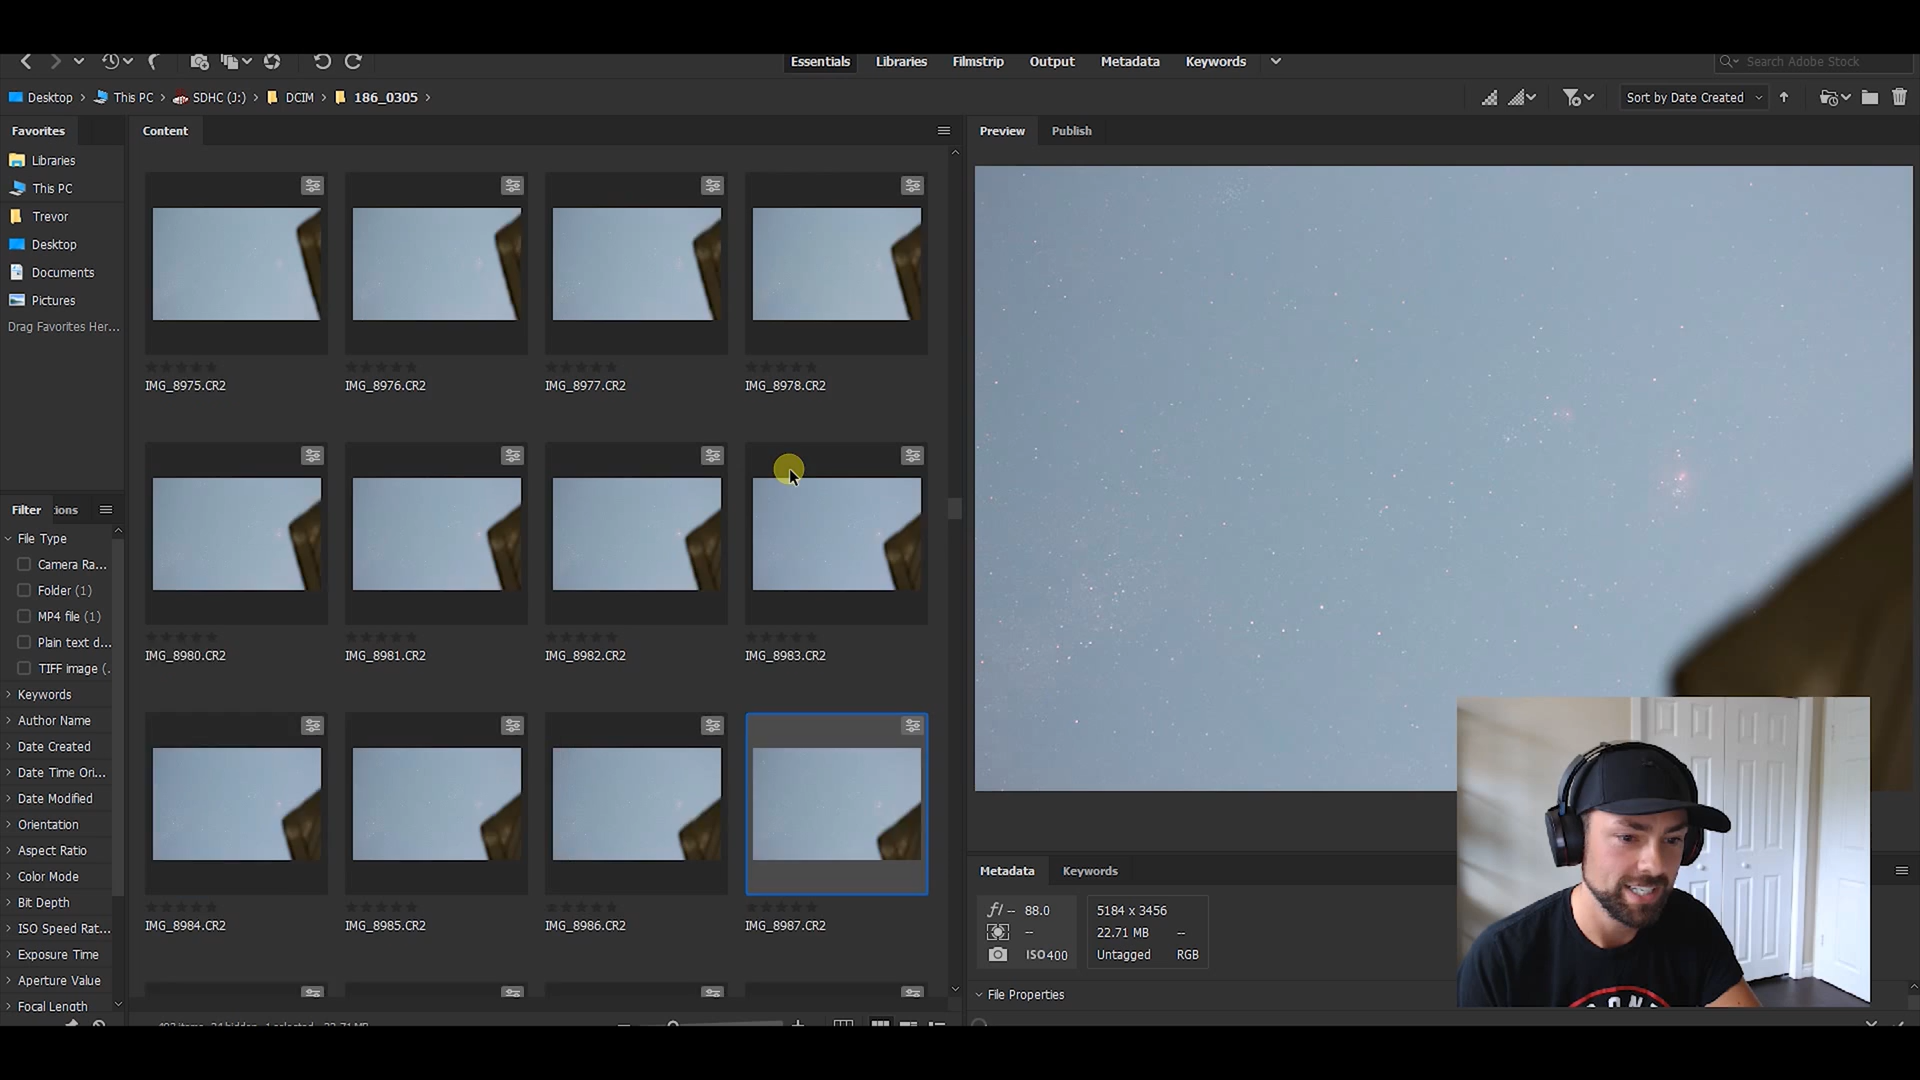 Essentials Libraries Filmstrip Output Metadata Keywords
Search Adobe Stock
Desktop This PC SDHC (J:) DCIM 186_0305
Sort by Date Created
Favorites
Libraries
This PC
Trevor
Desktop
Documents
Pictures
Drag Favorites Her...
Filter ions
File Type
Camera Ra...
Folder (1)
MP4 file (1)
Plain text d...
TIFF image (.
Keywords
Author Name
Date Created
Date Time Ori...
Date Modified
Orientation
Aspect Ratio
Color Mode
Bit Depth
ISO Speed Rat...
Exposure Time
Aperture Value
Focal Length
Content
IMG_8975.CR2 IMG_8976.CR2 IMG_8977.CR2 IMG_8978.CR2
IMG_8980.CR2 IMG_8981.CR2 IMG_8982.CR2 IMG_8983.CR2
IMG_8984.CR2 IMG_8985.CR2 IMG_8986.CR2 IMG_8987.CR2
Preview Publish
Metadata Keywords
f/ -- 88.0
--
ISO400
5184 x 3456
22.71 MB --
Untagged RGB
File Properties